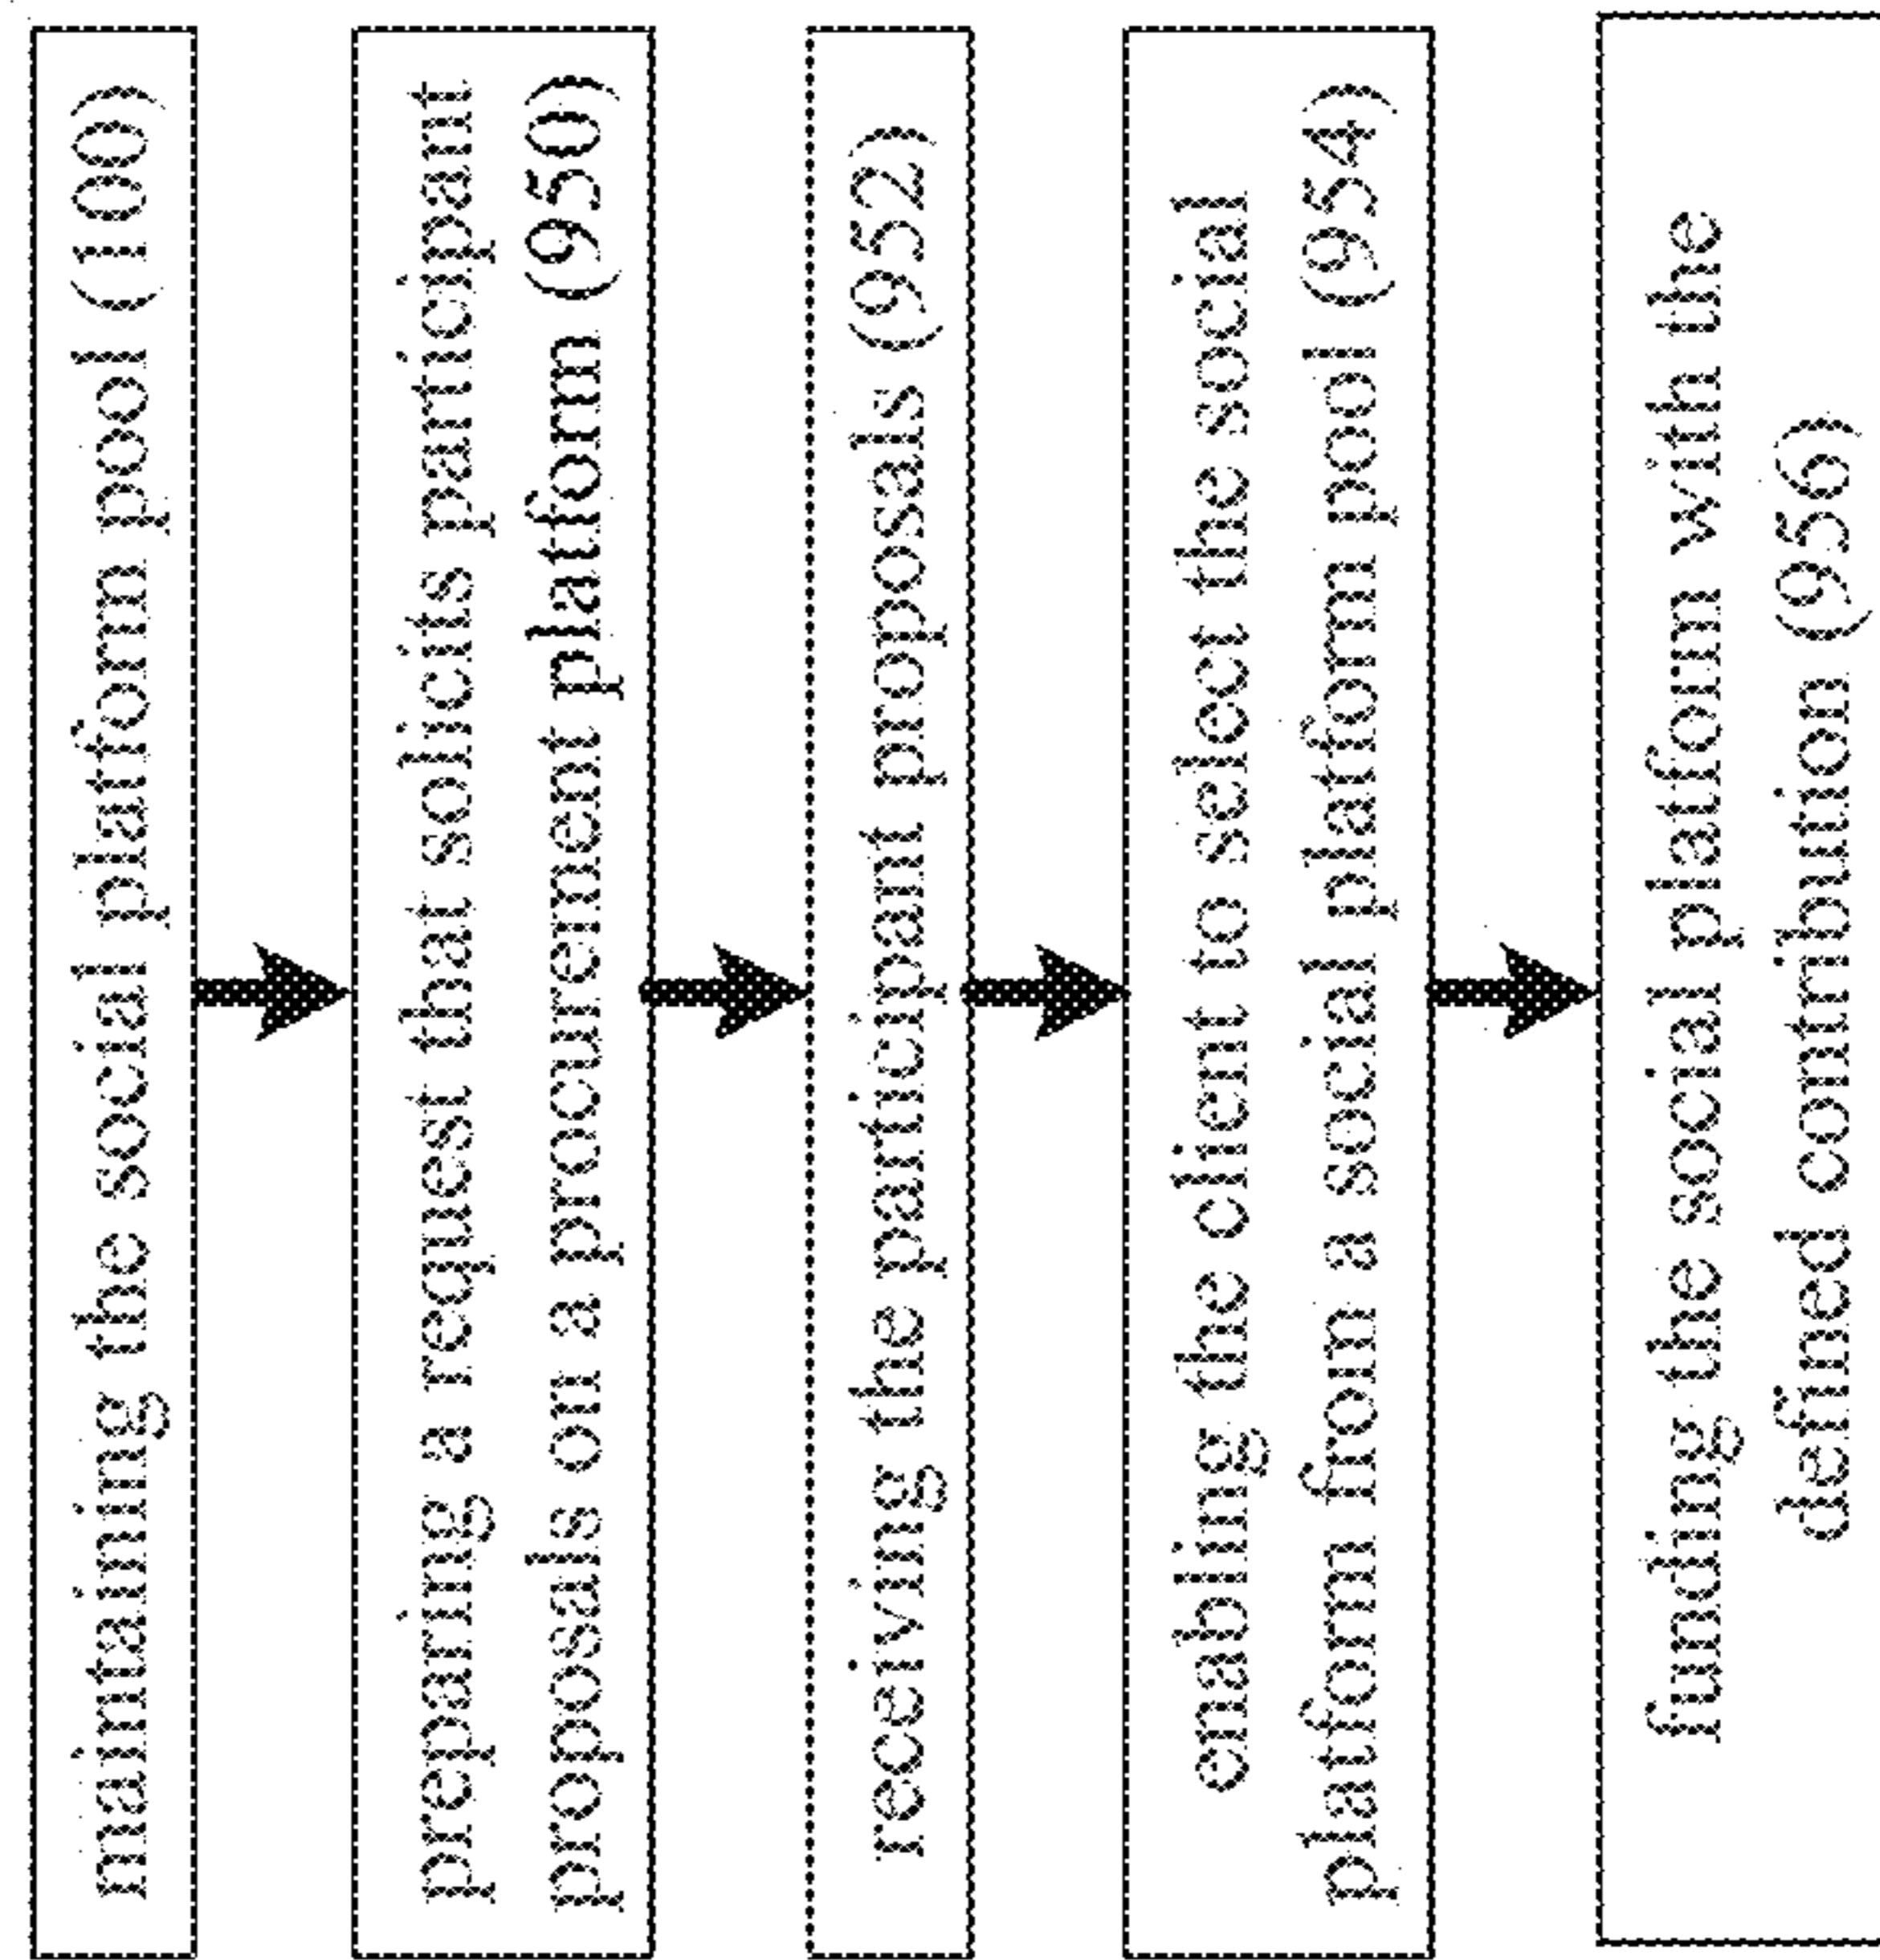 maintaining the social platform pool (100)
preparing a request that solicits participant
proposals on a procurement platform (950)
receiving the participant proposals (952)
enabling the client to select the social
platform from a social platform pool (954)
funding the social platform with the
defined contribution (956)